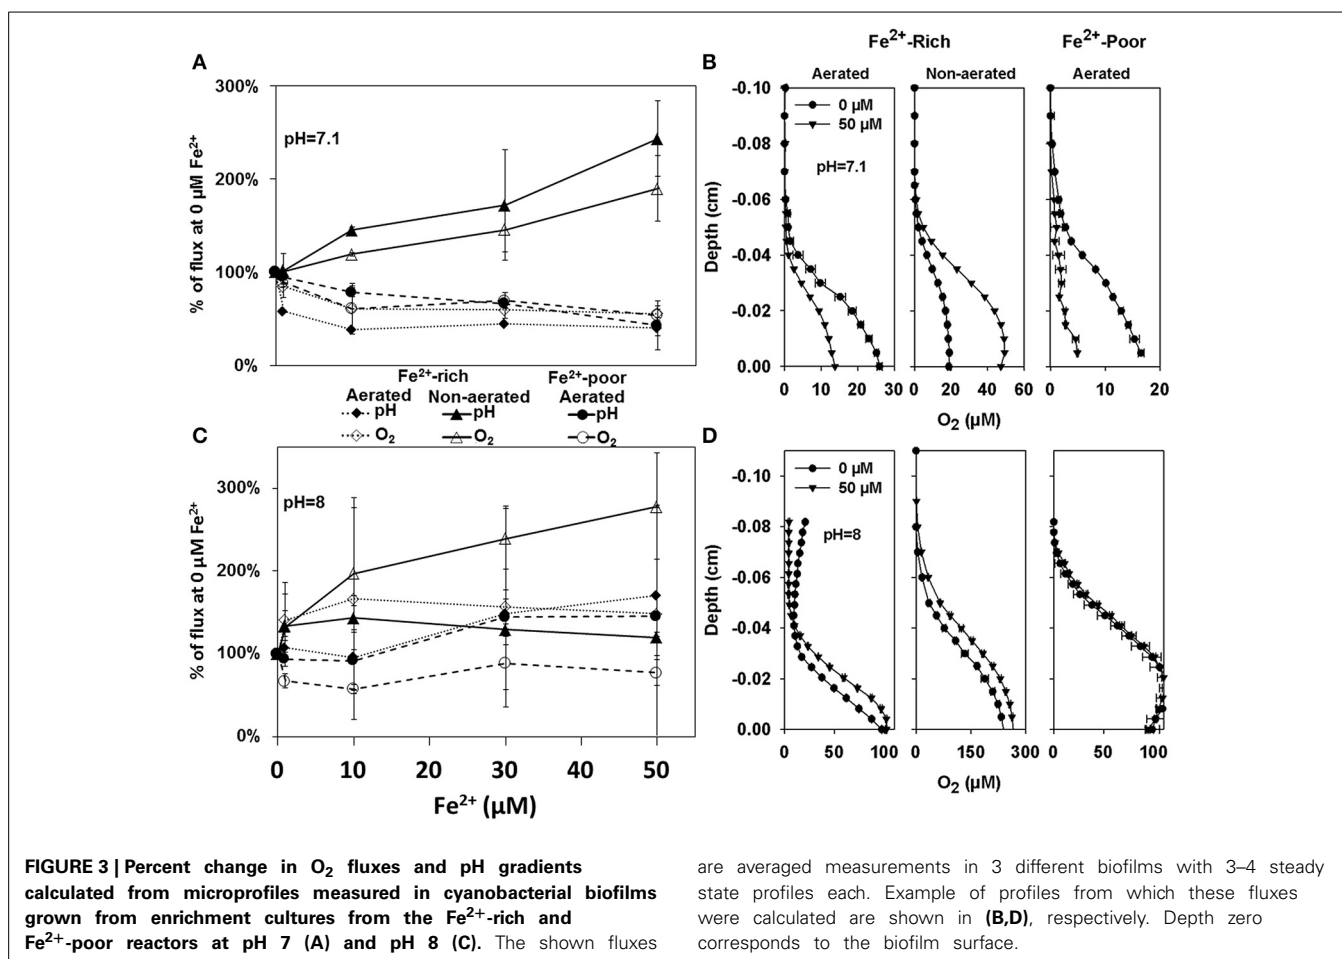 A
300%
200%
100%
0%
% of flux at 0 µM Fe2+
pH=7.1
Fe2+-rich Fe2+-poor
Aerated Non-aerated Aerated
pH pH pH
O2 O2 O2
B
Fe2+-Rich Fe2+-Poor
Aerated Non-aerated Aerated
-0.10
-0.08
-0.06
-0.04
-0.02
0.00
Depth (cm)
0 µM
50 µM
pH=7.1
0 10 20 30 0 20 40 60 0 10 20
O2 (µM)
C
300%
200%
100%
0%
% of flux at 0 µM Fe2+
pH=8
0 10 20 30 40 50
Fe2+ (µM)
D
-0.10
-0.08
-0.06
-0.04
-0.02
0.00
Depth (cm)
0 µM
50 µM
pH=8
0 50 100 0 150 300 0 50 100
O2 (µM)
FIGURE 3 | Percent change in O2 fluxes and pH gradients
calculated from microprofiles measured in cyanobacterial biofilms
grown from enrichment cultures from the Fe2+-rich and
Fe2+-poor reactors at pH 7 (A) and pH 8 (C). The shown fluxes
are averaged measurements in 3 different biofilms with 3–4 steady
state profiles each. Example of profiles from which these fluxes
were calculated are shown in (B,D), respectively. Depth zero
corresponds to the biofilm surface.